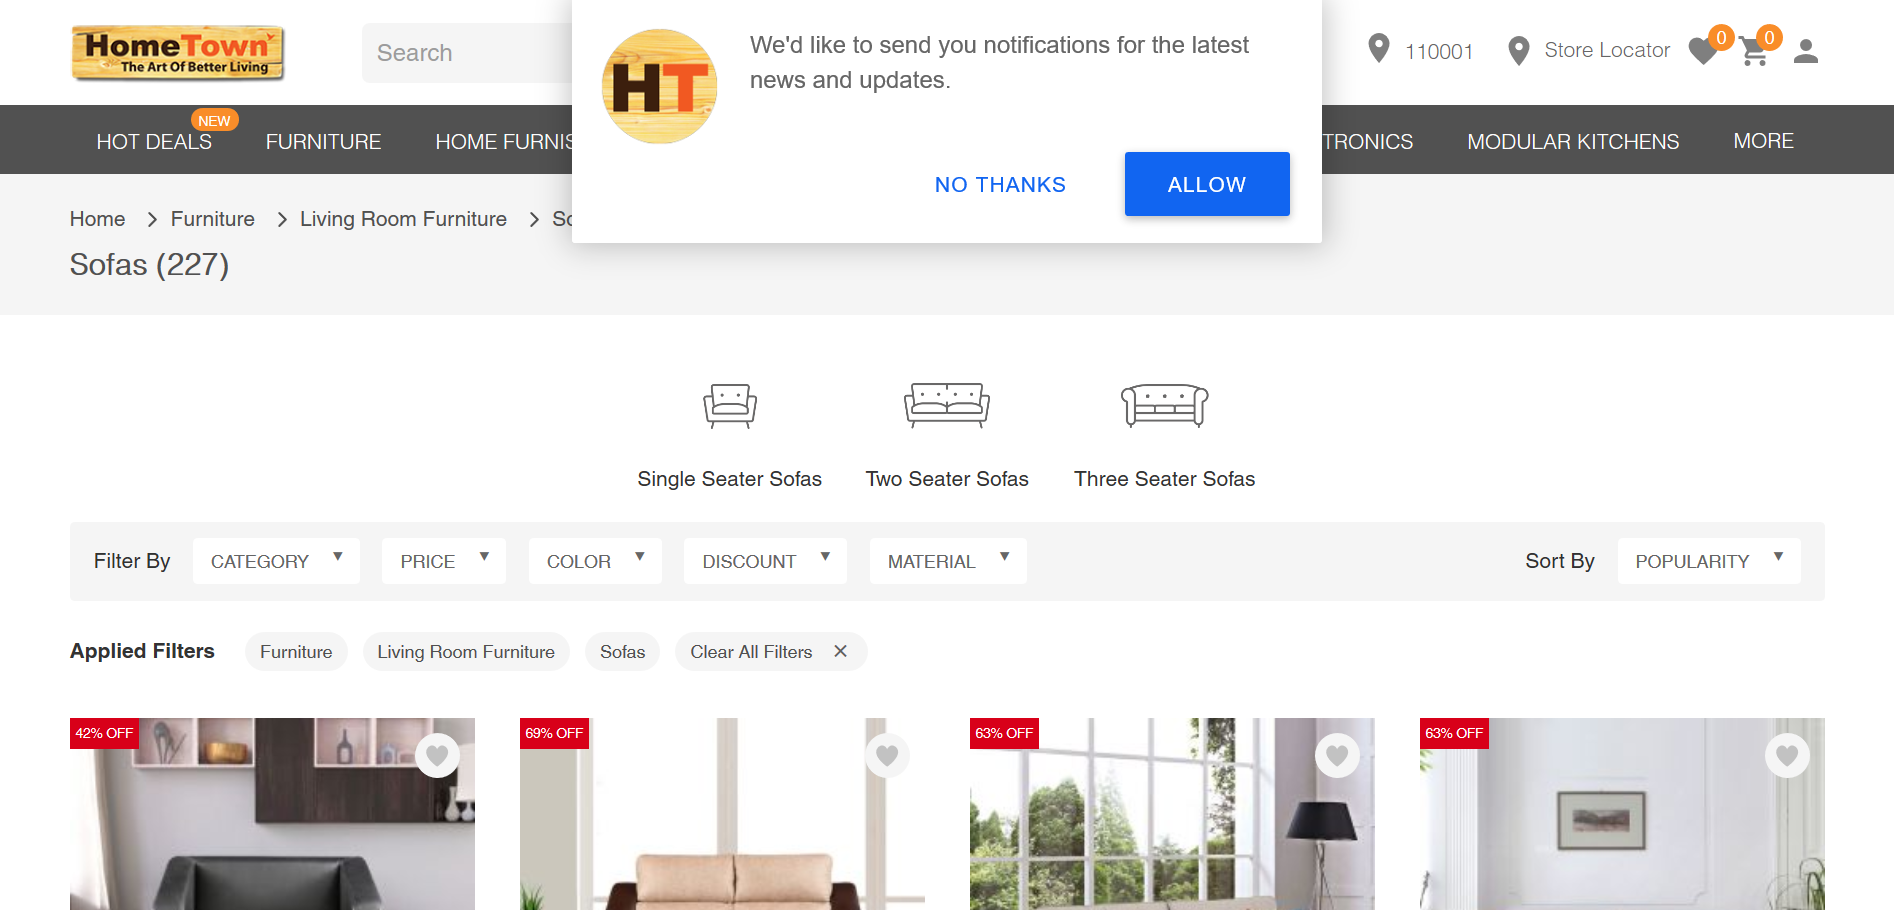 HomeTown
The Art Of Better Living
Search
HT
We'd like to send you notifications for the latest
news and updates.
NO THANKS
ALLOW
110001
Store Locator
0
0
HOT DEALS
NEW
FURNITURE
HOME FURNIS
TRONICS
MODULAR KITCHENS
MORE
Home
Furniture
Living Room Furniture
So
Sofas (227)
Single Seater Sofas
Two Seater Sofas
Three Seater Sofas
Filter By
CATEGORY
PRICE
COLOR
DISCOUNT
MATERIAL
Sort By
POPULARITY
Applied Filters
Furniture
Living Room Furniture
Sofas
Clear All Filters
42% OFF
69% OFF
63% OFF
63% OFF